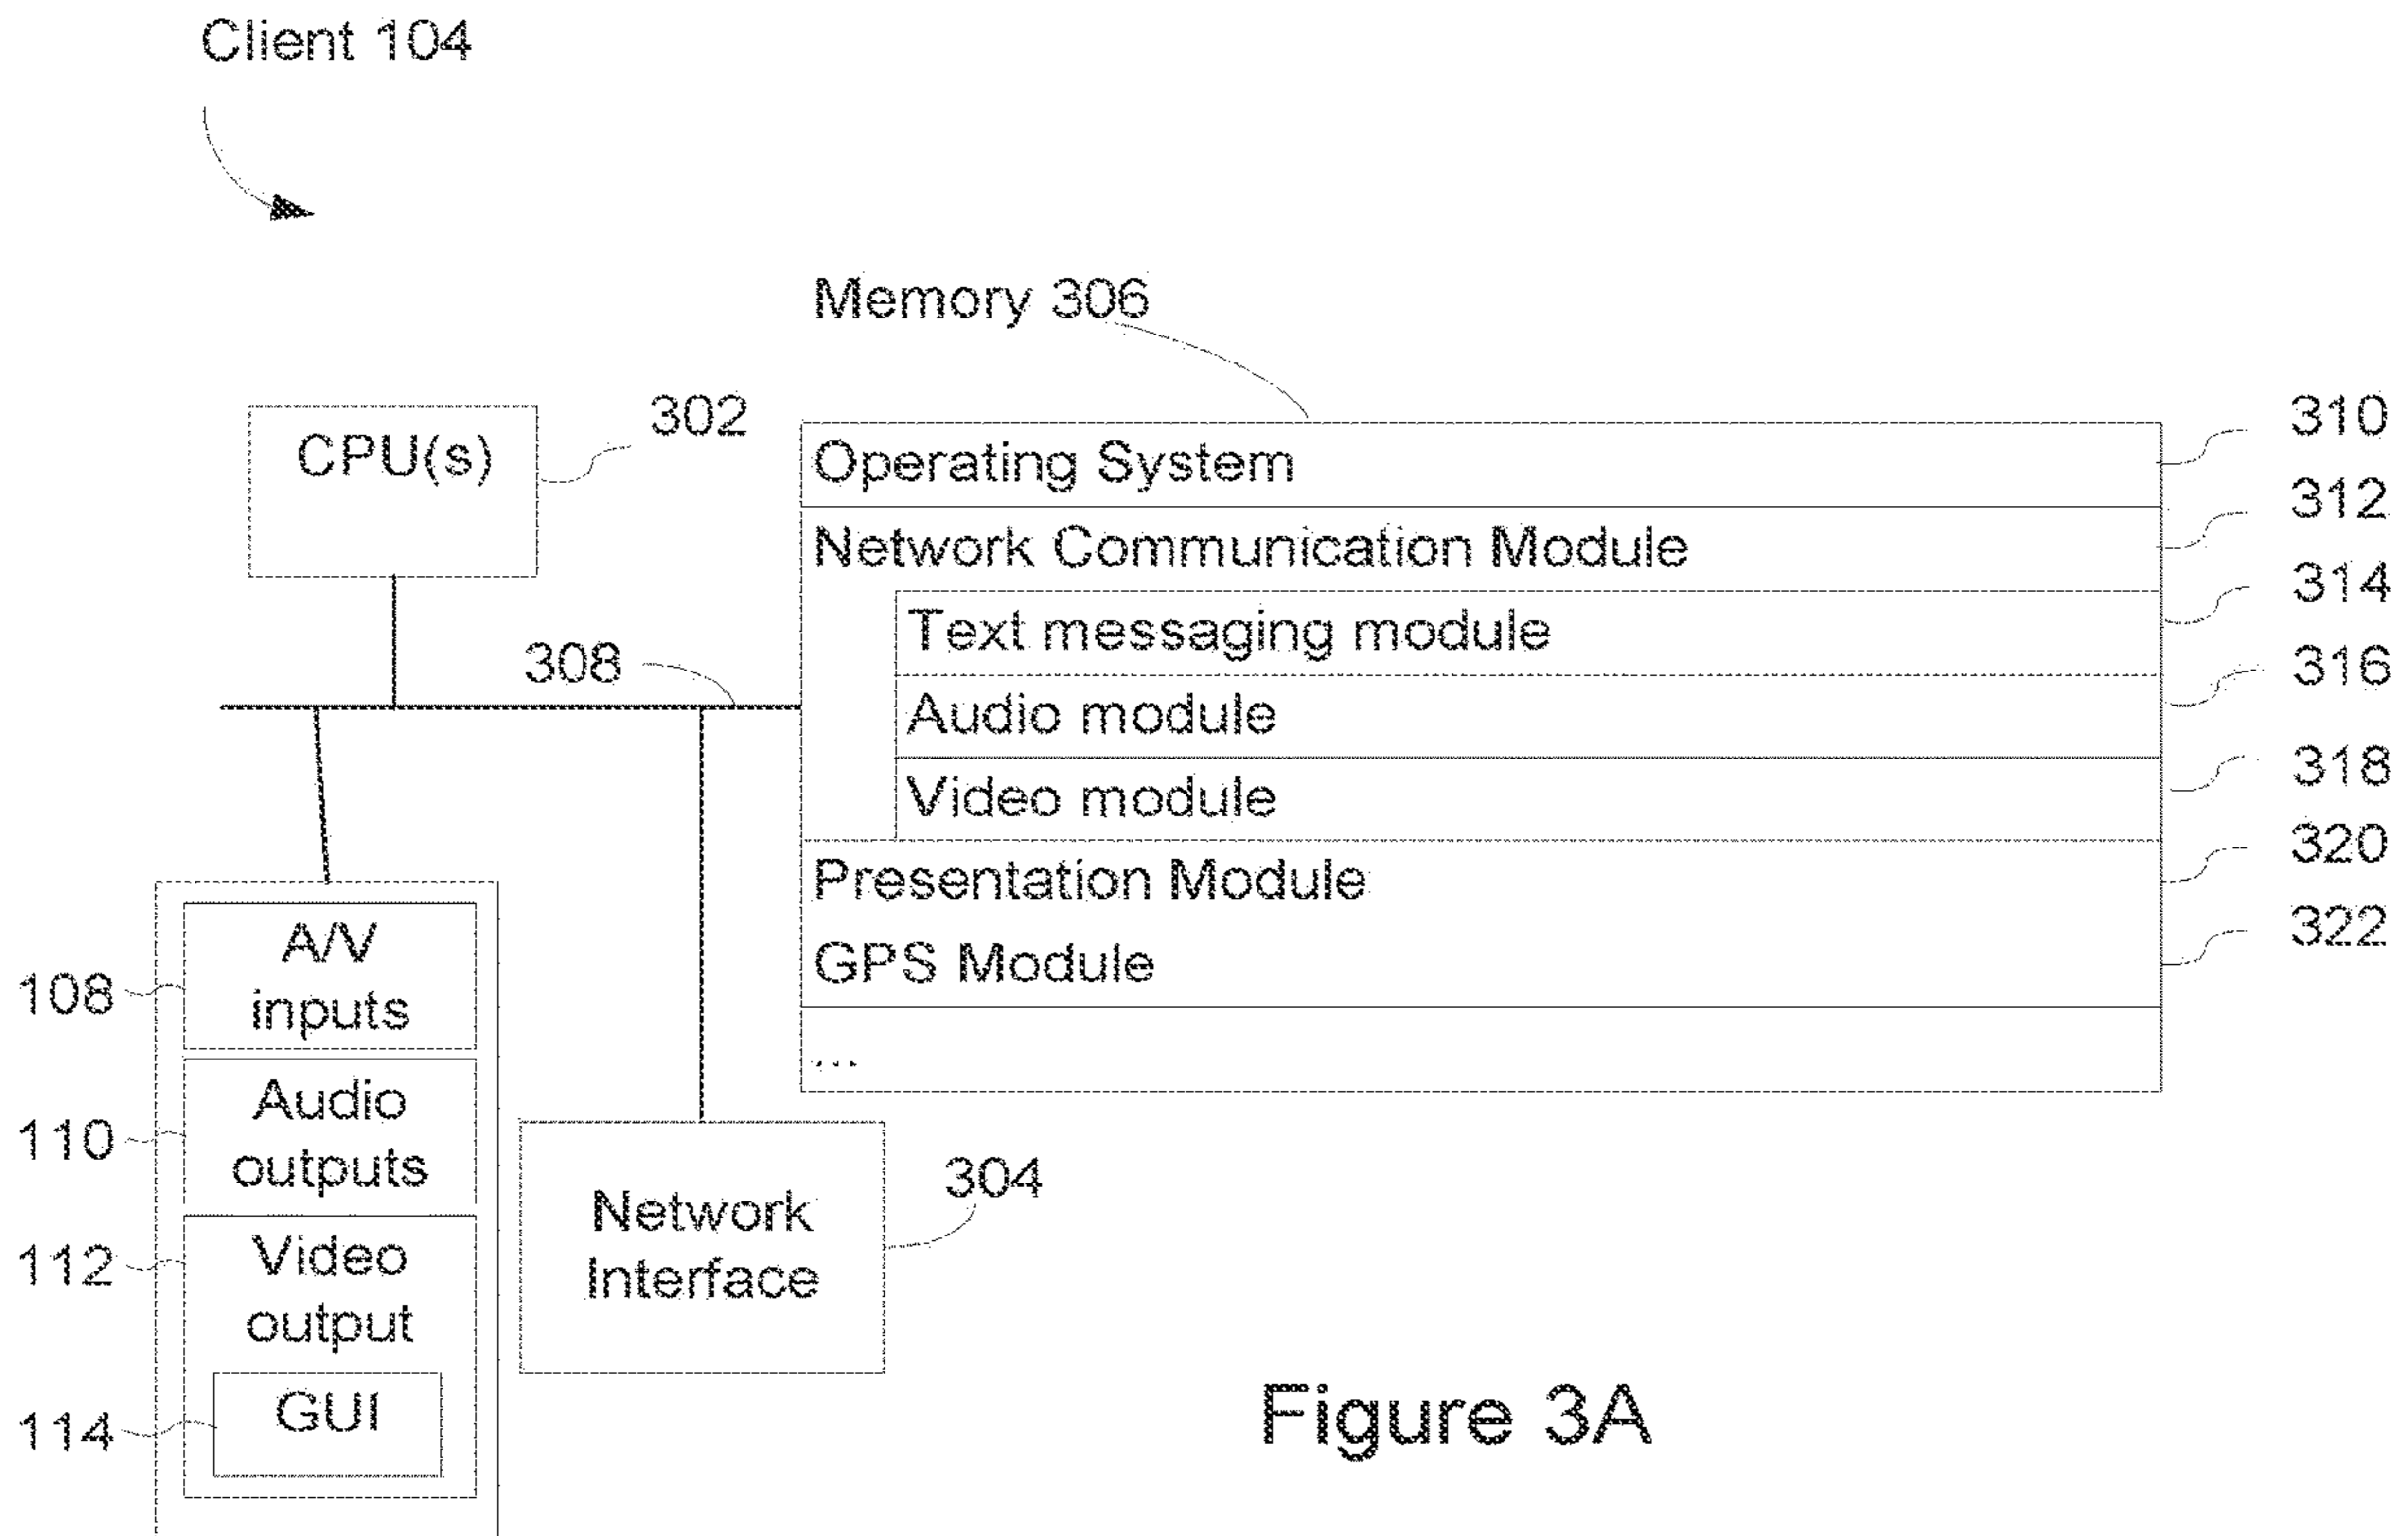 Client 104
Memory 306
CPU(s)
302
Operating System
310
Network Communication Module
312
Text messaging module
314
308
Audio module
316
Video module
318
Presentation Module
320
GPS Module
322
...
A/V
inputs
108
Audio
outputs
110
Video
output
112
GUI
114
Network
Interface
304
Figure 3A